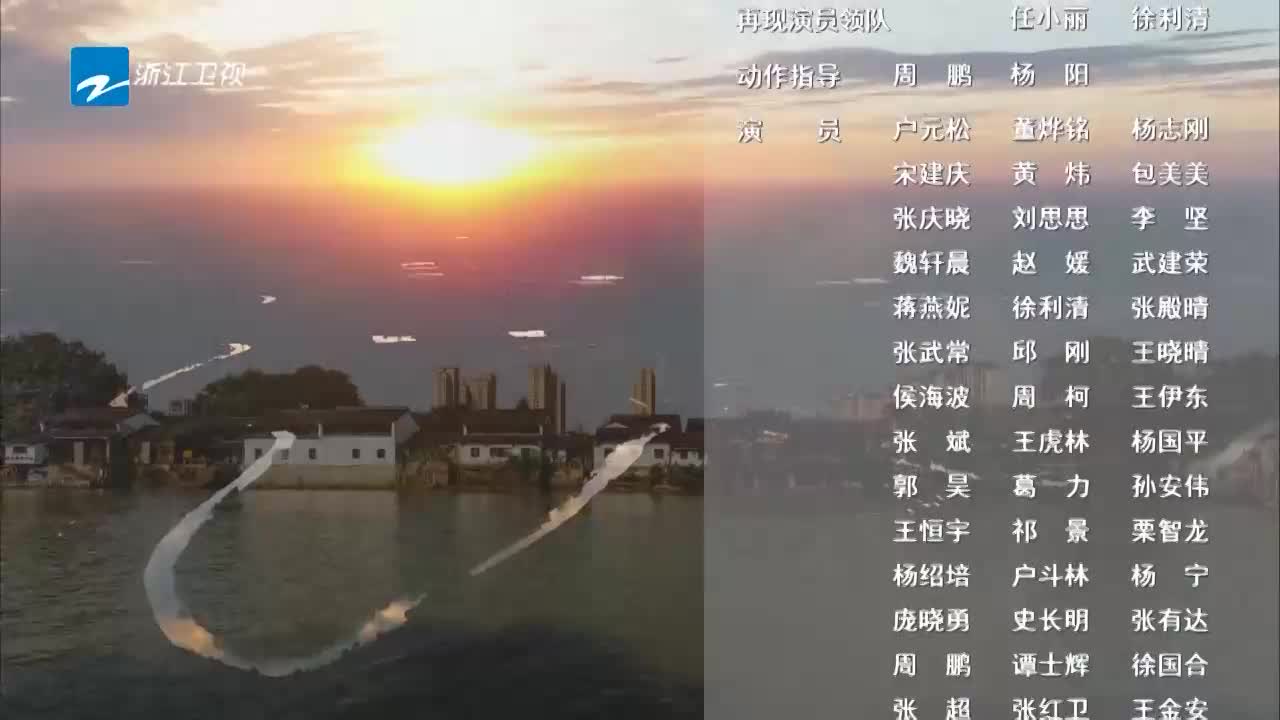 再现演员领队 任小丽 徐利清
浙江卫视
动作指导 周鹏 杨阳
演员 户元松 董烨铭 杨志刚
宋建庆 黄炜 包美美
张庆晓 刘思思 李坚
魏轩晨 赵媛 武建荣
蒋燕妮 徐利清 张殿晴
张武常 邱刚 王晓晴
侯海波 周柯 王伊东
张斌 王虎林 杨国平
郭昊 葛力 孙安伟
王恒宇 祁景 栗智龙
杨绍培 户斗林 杨宁
庞晓勇 史长明 张有达
周鹏 谭士辉 徐国合
张超 张红卫 王金安